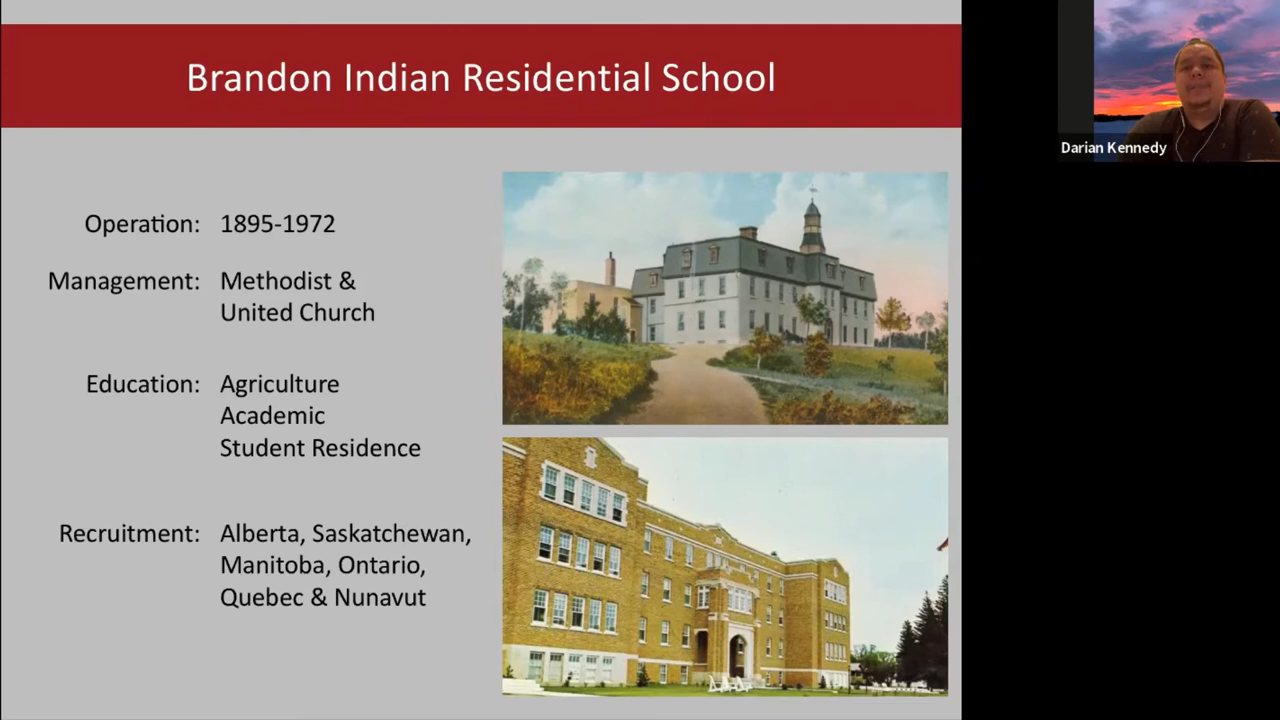 Brandon Indian Residential School
Operation: 1895-1972
Management: Methodist &
United Church
Education: Agriculture
Academic
Student Residence
Recruitment: Alberta, Saskatchewan,
Manitoba, Ontario,
Quebec & Nunavut
Darian Kennedy